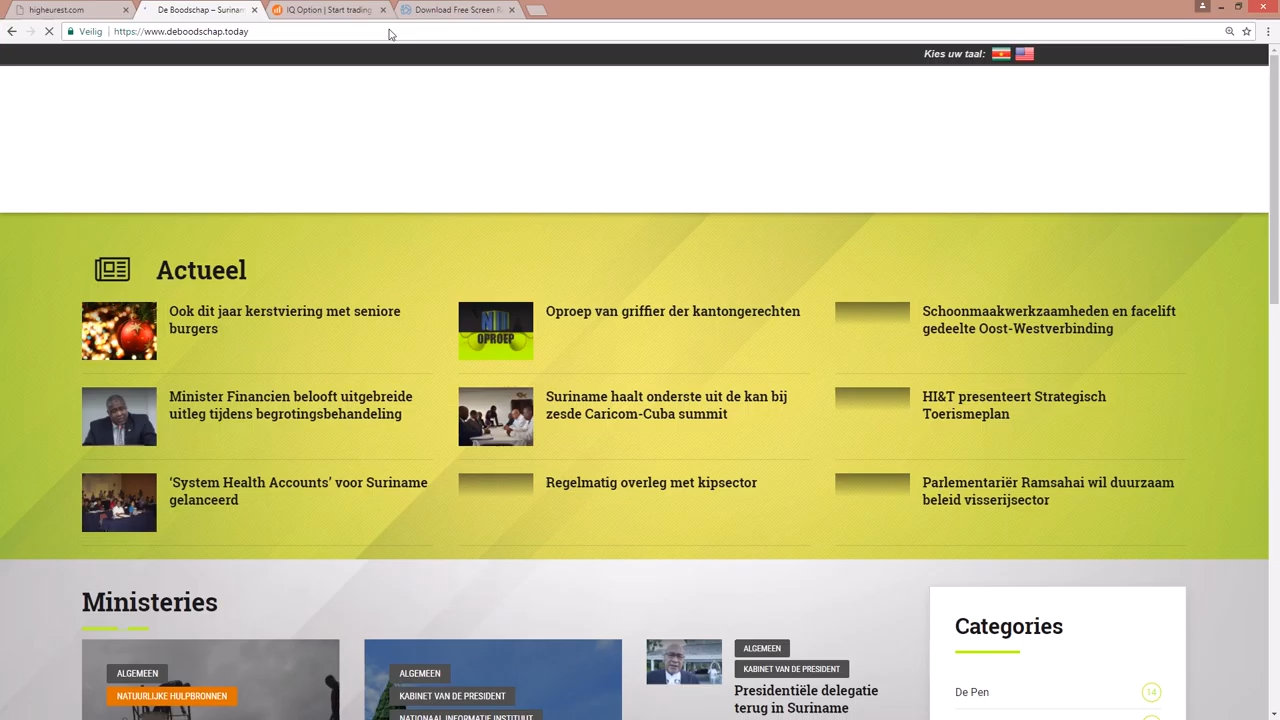 higheurest.com
De Boodschap – Surinam
IQ Option | Start trading
Download Free Screen R
Veilig
https://www.deboodschap.today
Kies uw taal:
Actueel
Ook dit jaar kerstviering met seniore
burgers
Oproep van griffier der kantongerechten
OPROEP
Schoonmaakwerkzaamheden en facelift
gedeelte Oost-Westverbinding
Minister Financien belooft uitgebreide
uitleg tijdens begrotingsbehandeling
Suriname haalt onderste uit de kan bij
zesde Caricom-Cuba summit
HI&T presenteert Strategisch
Toerismeplan
‘System Health Accounts’ voor Suriname
gelanceerd
Regelmatig overleg met kipsector
Parlementariër Ramsahai wil duurzaam
beleid visserijsector
Ministeries
ALGEMEEN
NATUURLIJKE HULPBRONNEN
ALGEMEEN
KABINET VAN DE PRESIDENT
NATIONAAL INFORMATIE INSTITUUT
ALGEMEEN
KABINET VAN DE PRESIDENT
Presidentiële delegatie
terug in Suriname
Categories
De Pen
14